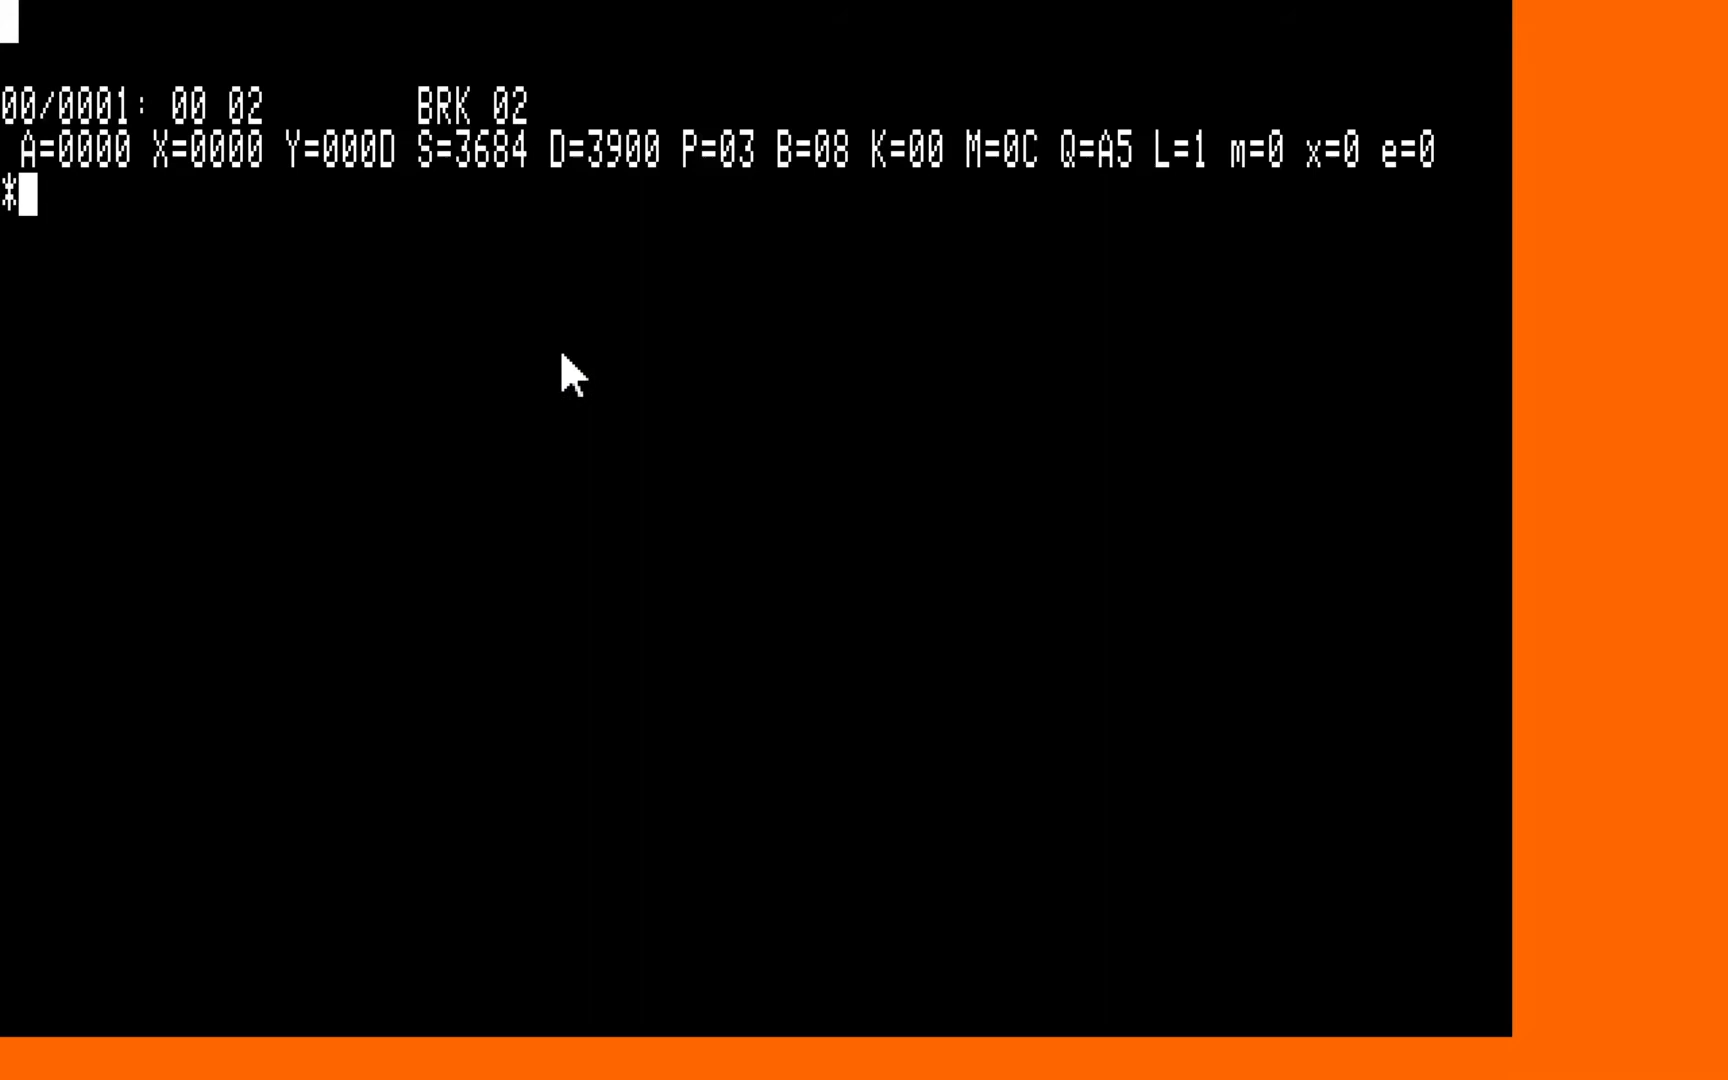 00/0001: 00 02        BRK 02
 A=0000 X=0000 Y=000D S=3684 D=3900 P=03 B=08 K=00 M=0C Q=A5 L=1 m=0 x=0 e=0
*